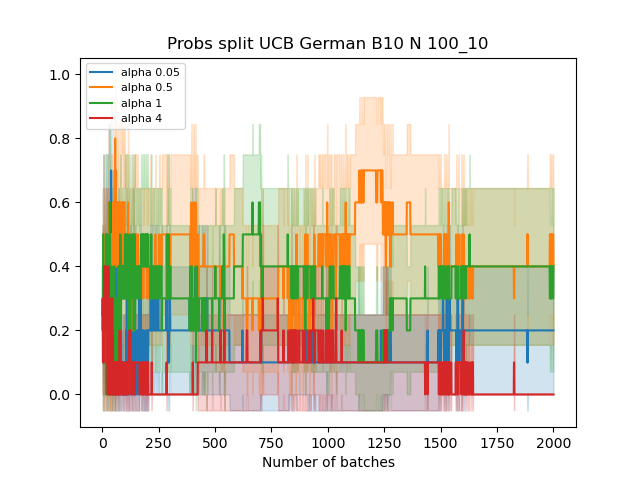 Probs split UCB German B10 N 100_10
1.0
0.8
0.6
0.4
0.2
0.0
alpha 0.05
alpha 0.5
alpha 1
alpha 4
0 250 500 750 1000 1250 1500 1750 2000
Number of batches